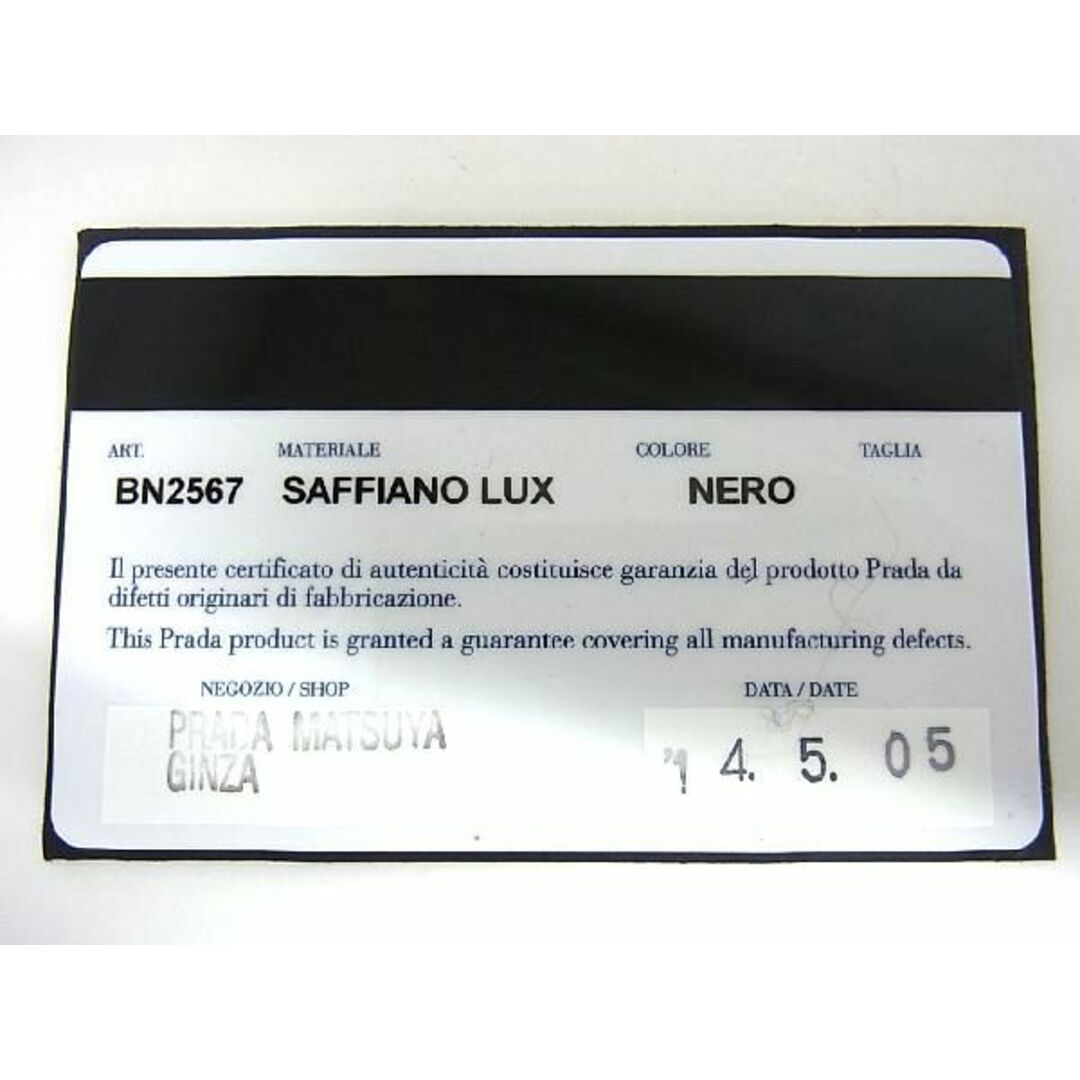 ART. MATERIALE COLORE TAGLIA
BN2567 SAFFIANO LUX NERO
Il presente certificato di autenticità costituisce garanzia del prodotto Prada da
difetti originari di fabbricazione.
This Prada product is granted a guarantee covering all manufacturing defects.
NEGOZIO / SHOP DATA / DATE
PRADA MATSUYA
GINZA
'1 4. 5. 05